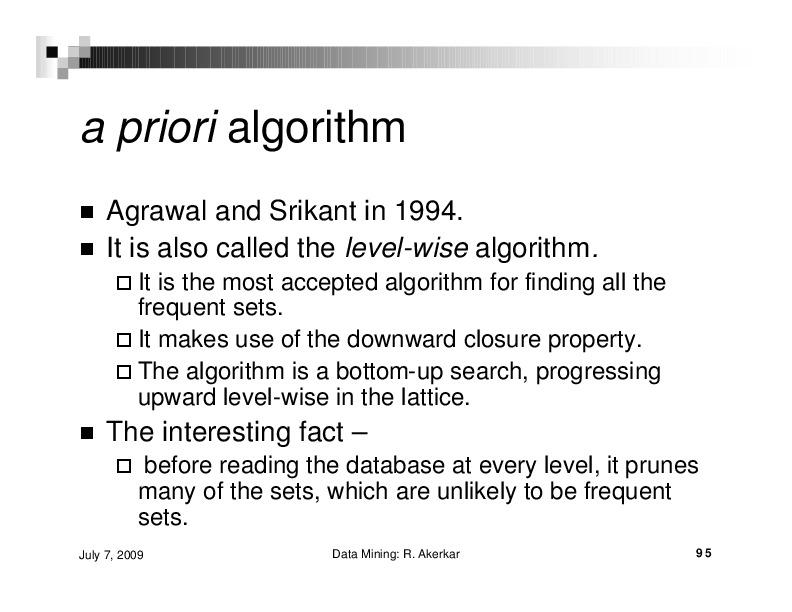 a priori algorithm
Agrawal and Srikant in 1994.
It is also called the level-wise algorithm.
It is the most accepted algorithm for finding all the
frequent sets.
It makes use of the downward closure property.
The algorithm is a bottom-up search, progressing
upward level-wise in the lattice.
The interesting fact –
before reading the database at every level, it prunes
many of the sets, which are unlikely to be frequent
sets.
July 7, 2009 Data Mining: R. Akerkar 95